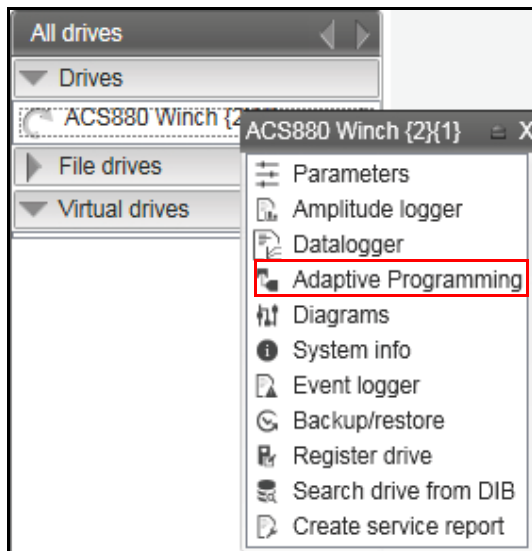 All drives
Drives
ACS880 Winch {2
ACS880 Winch {2}{1}
X
File drives
Virtual drives
Parameters
Amplitude logger
Datalogger
Adaptive Programming
Diagrams
System info
Event logger
Backup/restore
Register drive
Search drive from DIB
Create service report